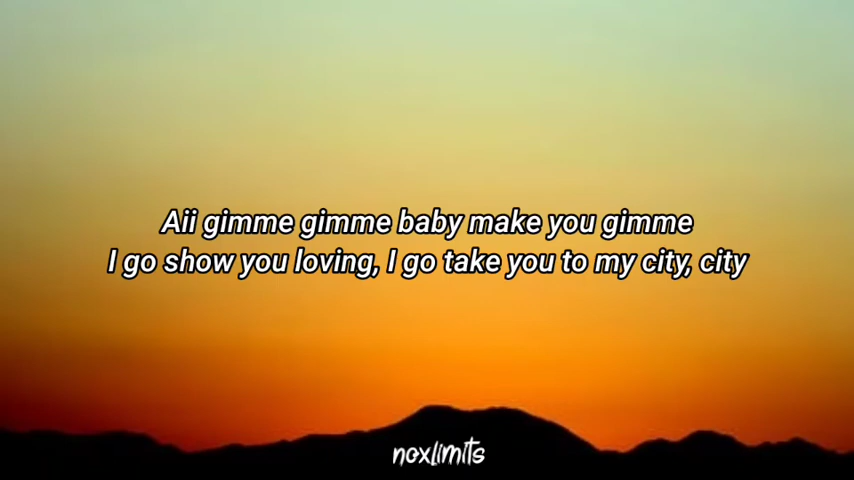 Aii gimme gimme baby make you gimme
I go show you loving, I go take you to my city, city
noxlimits